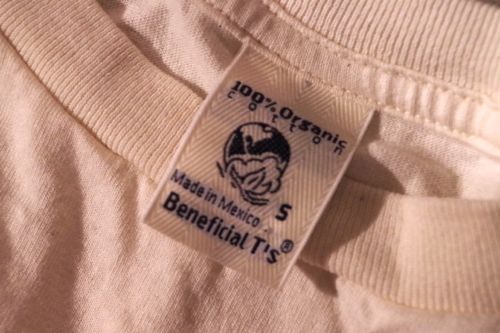 100% Organic
cotton
S
Made in Mexico
Beneficial T's®